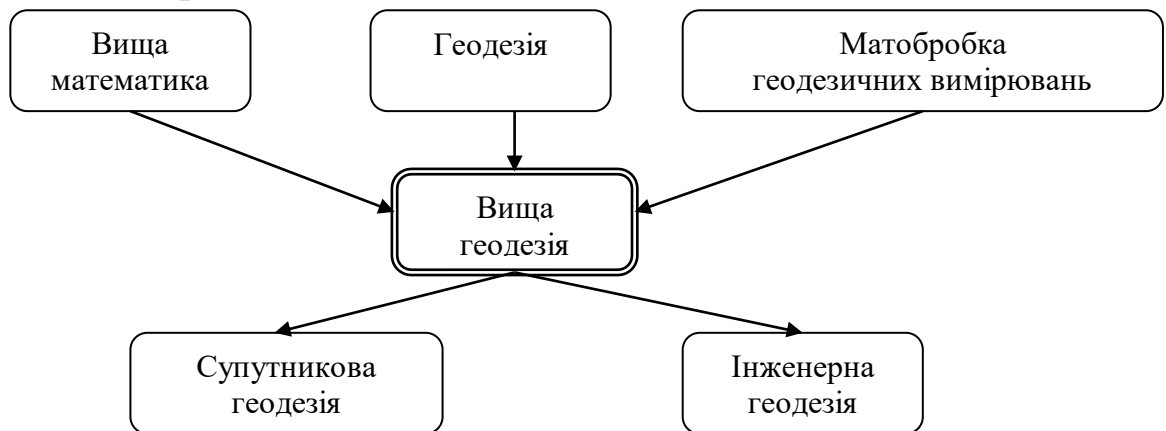 Вища
математика
Геодезія
Матобробка
геодезичних вимірювань
Вища
геодезія
Супутникова
геодезія
Інженерна
геодезія